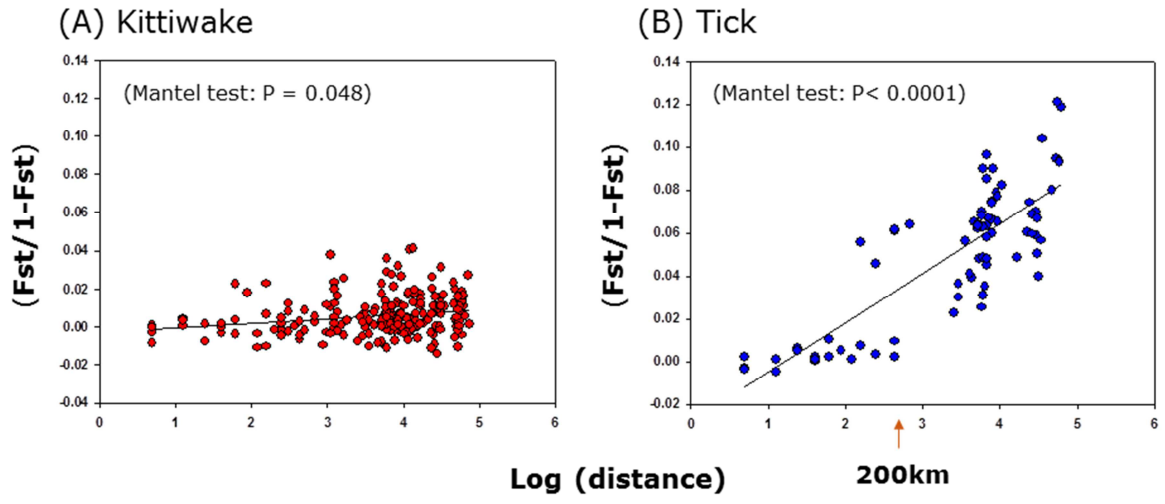 (A) Kittiwake
(Mantel test: P = 0.048)
(Fst/1-Fst)
0.14
0.12
0.10
0.08
0.06
0.04
0.02
0.00
-0.02
-0.04
0 1 2 3 4 5 6
(B) Tick
(Mantel test: P< 0.0001)
(Fst/1-Fst)
0.14
0.12
0.10
0.08
0.06
0.04
0.02
0.00
-0.02
0 1 2 3 4 5 6
Log (distance)
200km